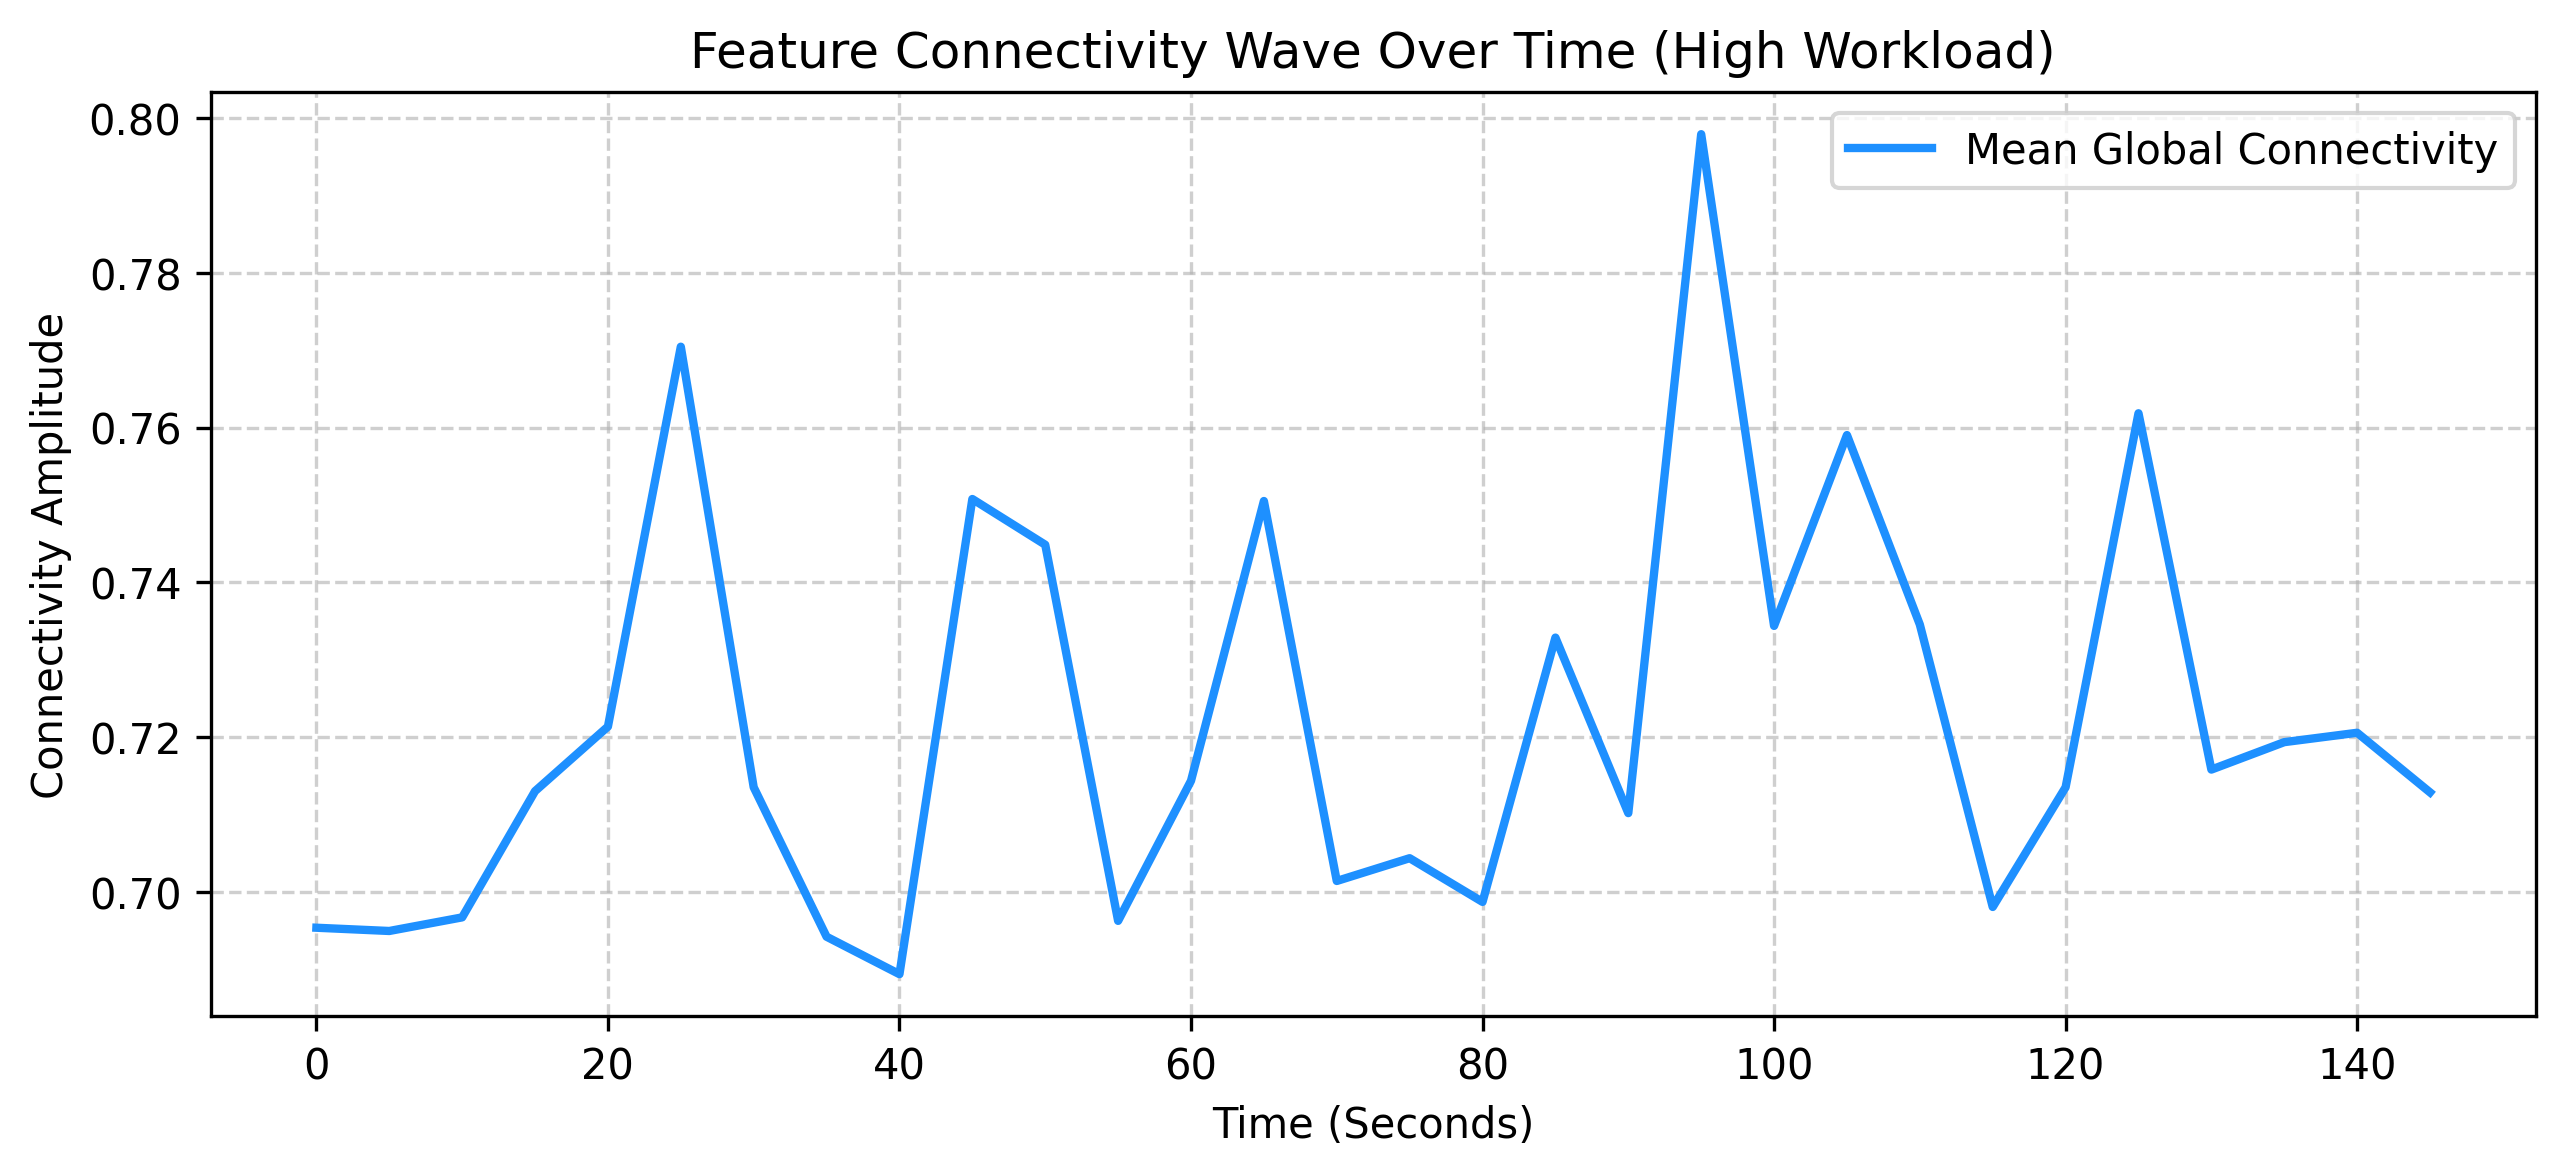 Feature Connectivity Wave Over Time (High Workload)
Mean Global Connectivity
Connectivity Amplitude
0.80
0.78
0.76
0.74
0.72
0.70
0 20 40 60 80 100 120 140
Time (Seconds)